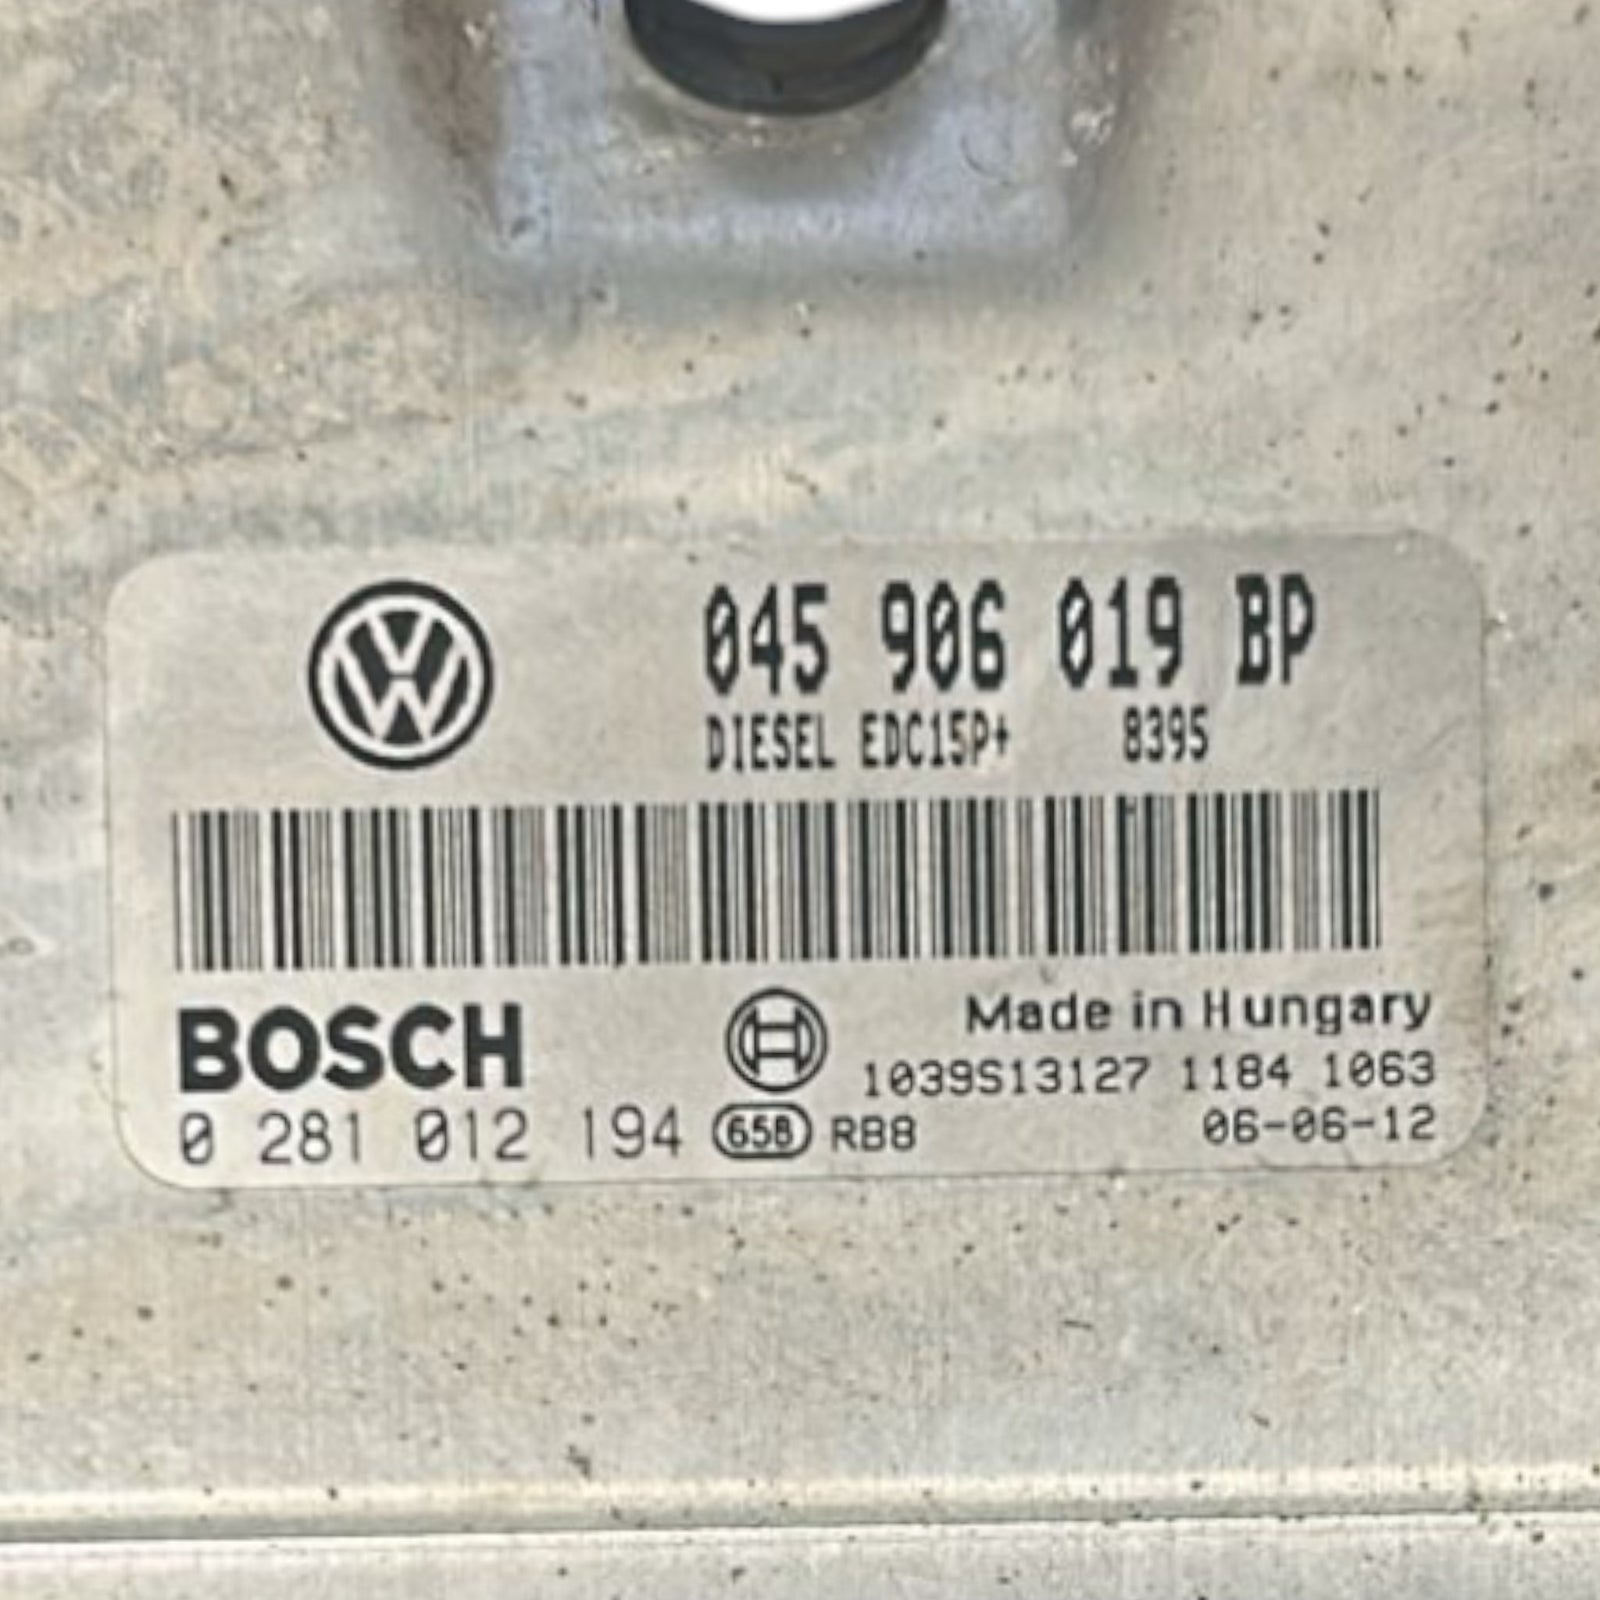 045 906 019 BP
DIESEL EDC15P+ 8395
BOSCH
Made in Hungary
1039S13127 1184 1063
0 281 012 194 658 RB8 06-06-12